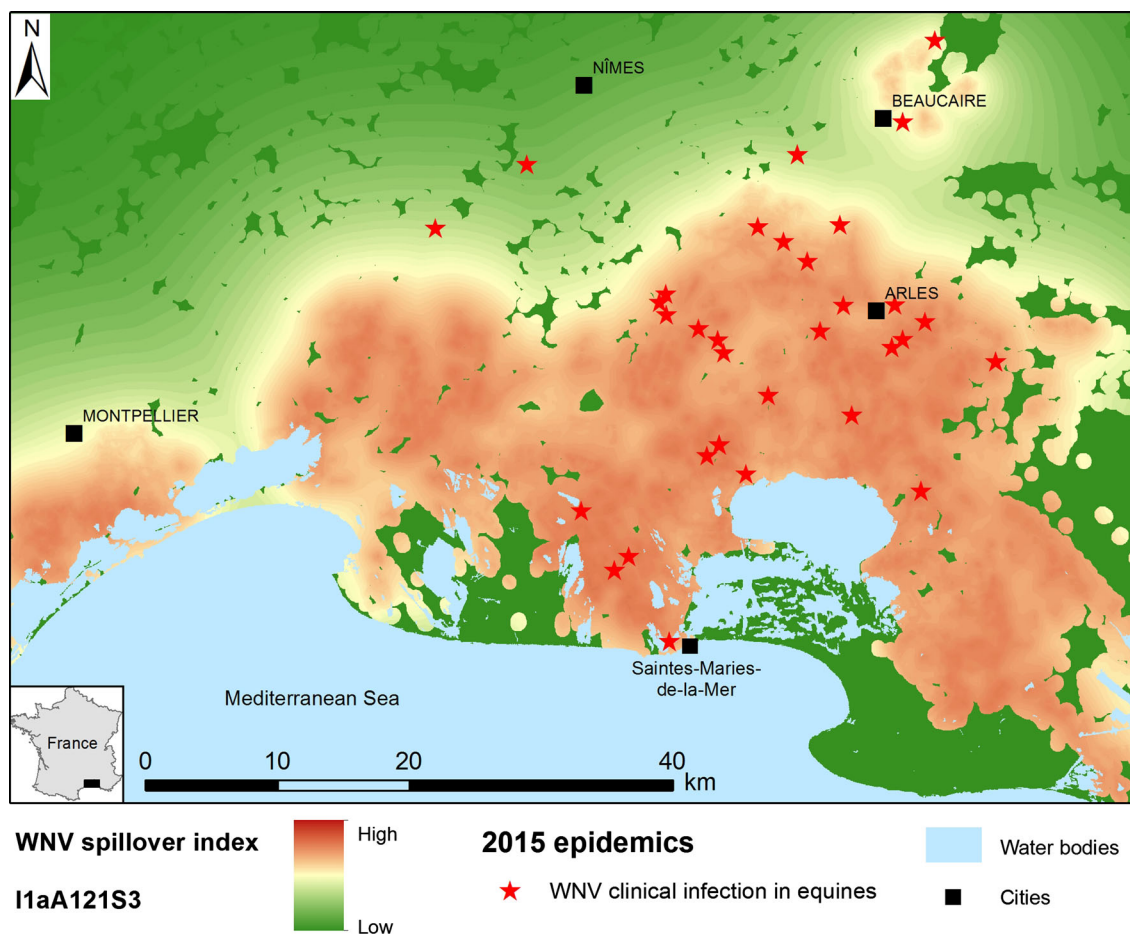 N
NÎMES
BEAUCAIRE
ARLES
MONTPELLIER
Saintes-Maries-
de-la-Mer
Mediterranean Sea
France
0 10 20 40
km
WNV spillover index
I1aA121S3
High
Low
2015 epidemics
WNV clinical infection in equines
Water bodies
Cities